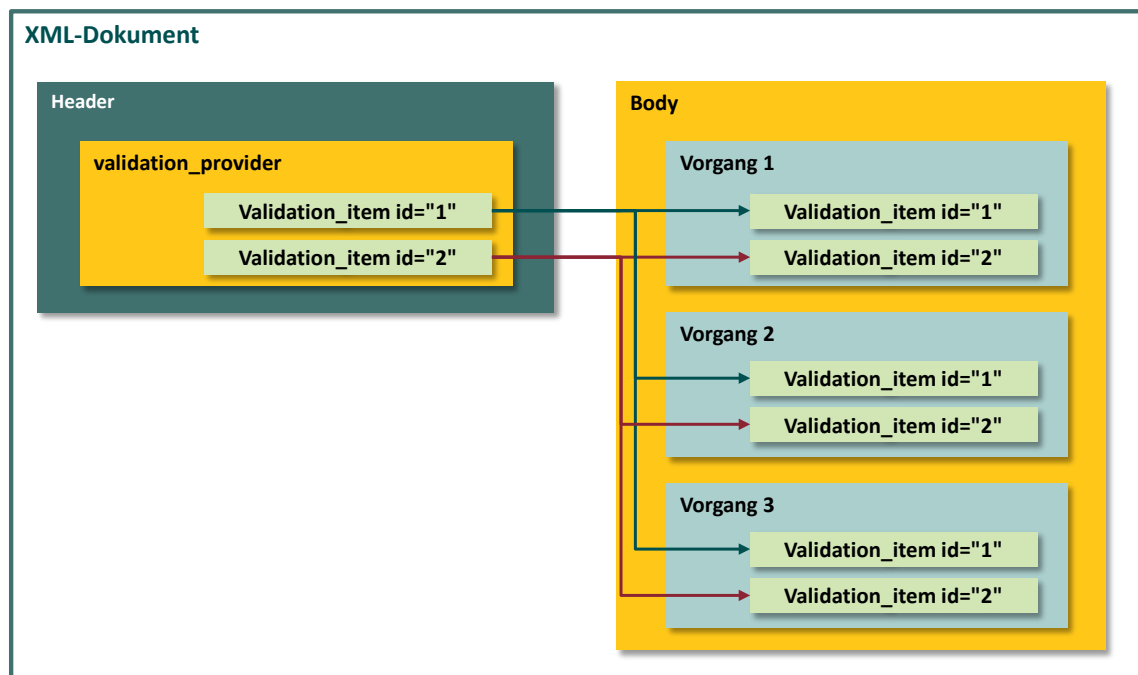 XML-Dokument
Header
validation_provider
Validation_item id="1"
Validation_item id="2"
Body
Vorgang 1
Validation_item id="1"
Validation_item id="2"
Vorgang 2
Validation_item id="1"
Validation_item id="2"
Vorgang 3
Validation_item id="1"
Validation_item id="2"